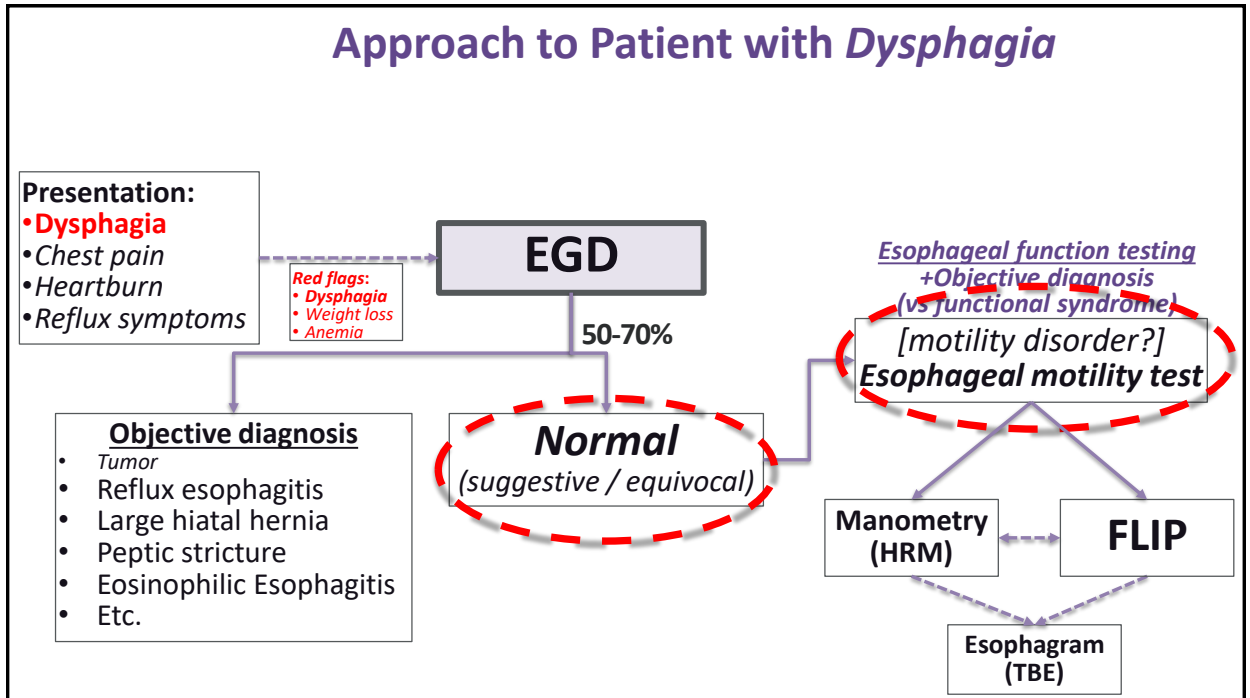 Approach to Patient with Dysphagia
Presentation:
•Dysphagia
•Chest pain
•Heartburn
•Reflux symptoms
Red flags:
• Dysphagia
• Weight loss
• Anemia
EGD
50-70%
Objective diagnosis
• Tumor
• Reflux esophagitis
• Large hiatal hernia
• Peptic stricture
• Eosinophilic Esophagitis
• Etc.
Normal
(suggestive / equivocal)
Esophageal function testing
+Objective diagnosis
(vs functional syndrome)
[motility disorder?]
Esophageal motility test
Manometry
(HRM)
FLIP
Esophagram
(TBE)